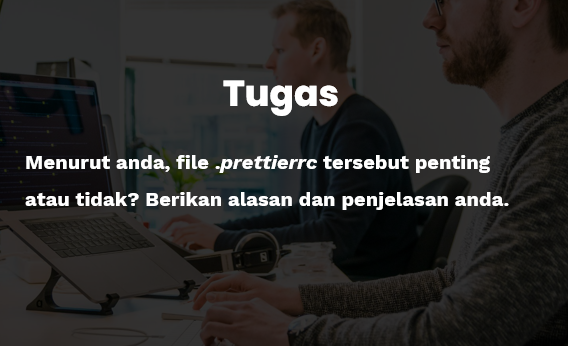 Tugas
Menurut anda, file .prettierrc tersebut penting
atau tidak? Berikan alasan dan penjelasan anda.